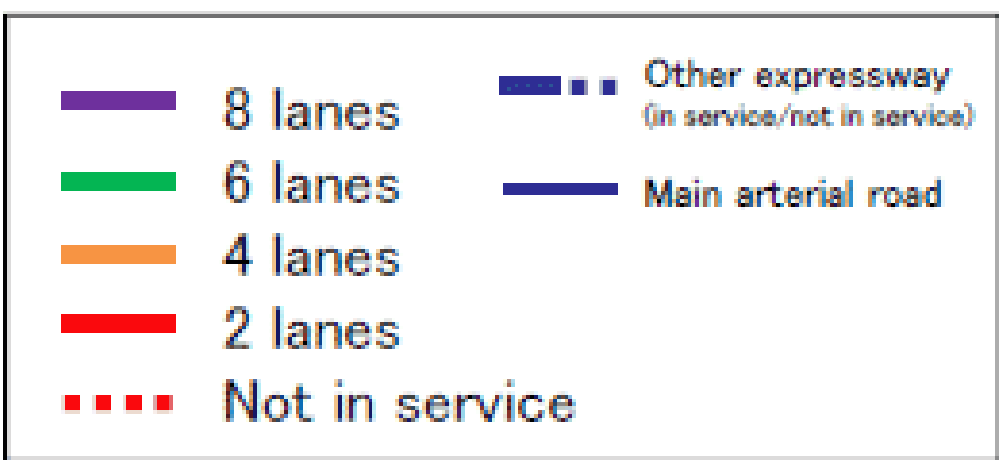 8 lanes
6 lanes
4 lanes
2 lanes
Not in service
Other expressway
(in service/not in service)
Main arterial road